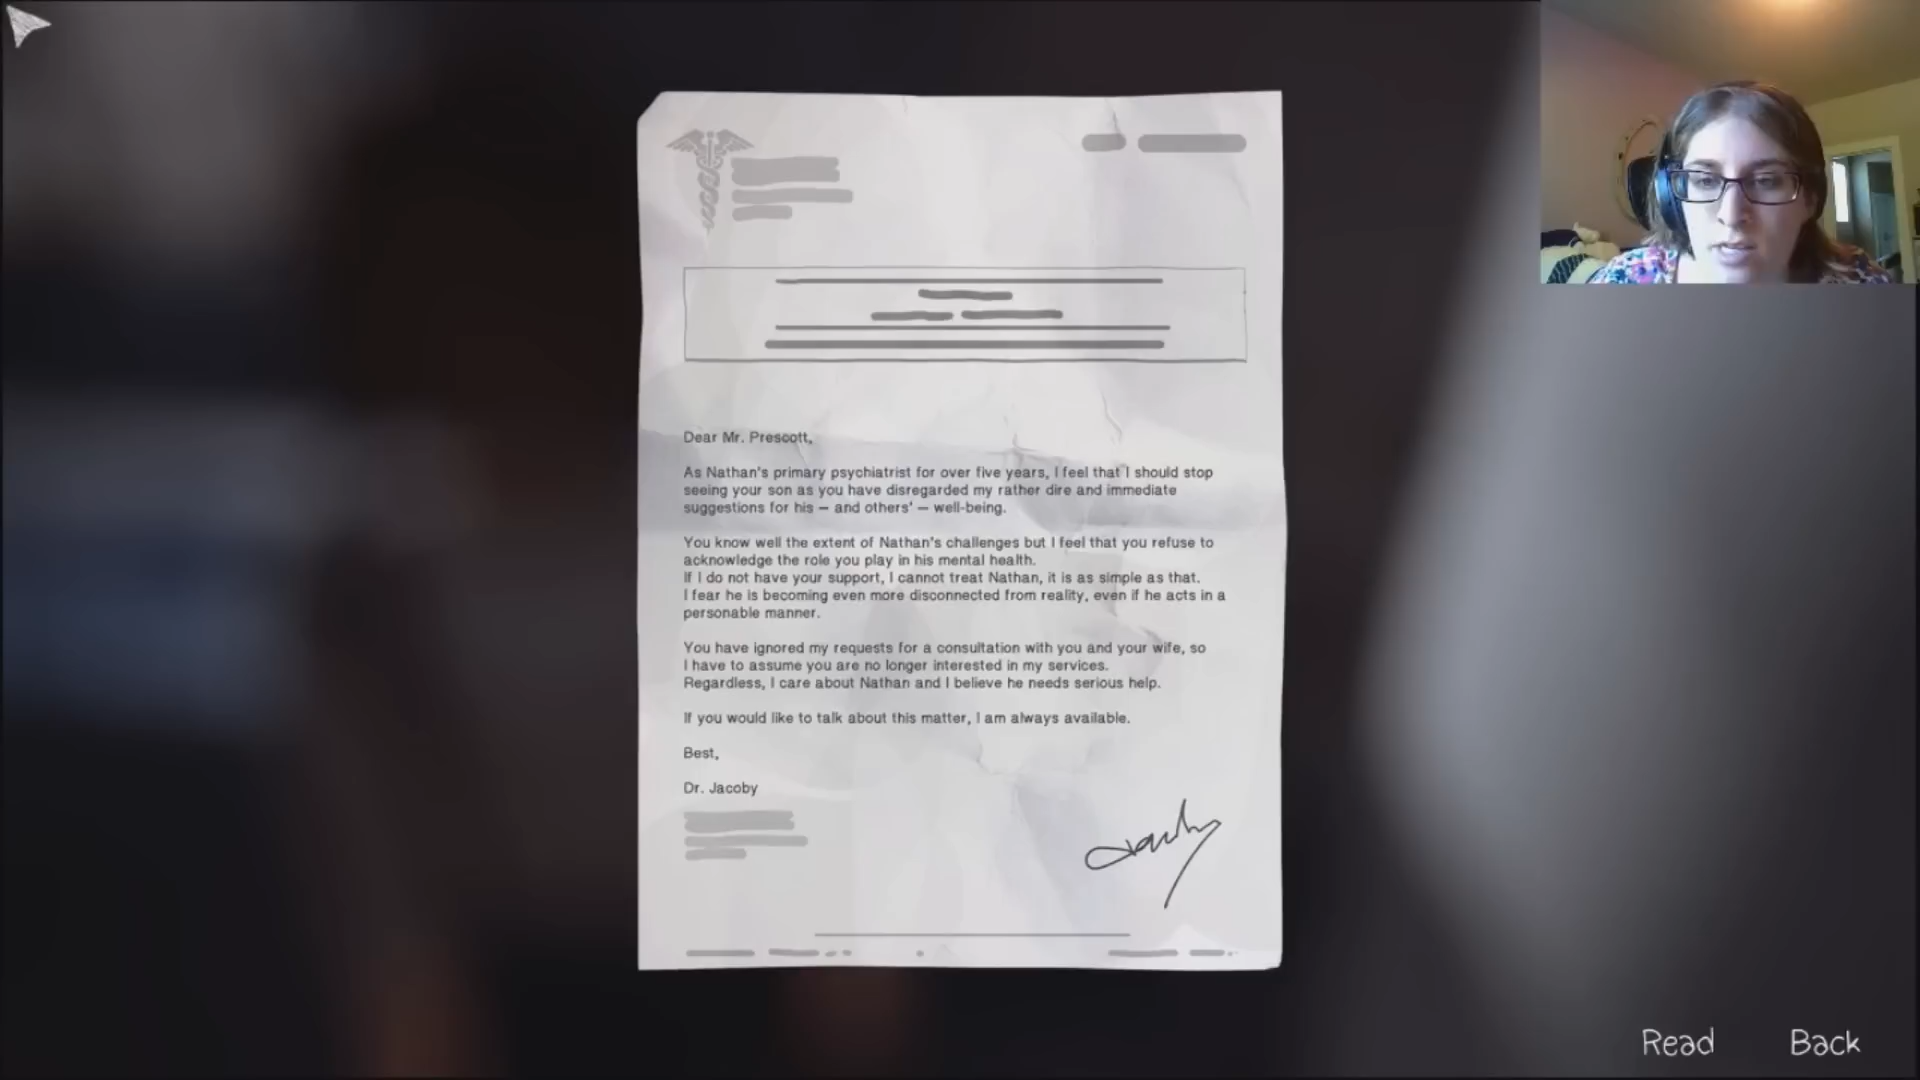 Dear Mr. Prescott,
As Nathan's primary psychiatrist for over five years, I feel that I should stop
seeing your son as you have disregarded my rather dire and immediate
suggestions for his – and others' – well-being.
You know well the extent of Nathan's challenges but I feel that you refuse to
acknowledge the role you play in his mental health.
If I do not have your support, I cannot treat Nathan, it is as simple as that.
I fear he is becoming even more disconnected from reality, even if he acts in a
personable manner.
You have ignored my requests for a consultation with you and your wife, so
I have to assume you are no longer interested in my services.
Regardless, I care about Nathan and I believe he needs serious help.
If you would like to talk about this matter, I am always available.
Best,
Dr. Jacoby
Read Back